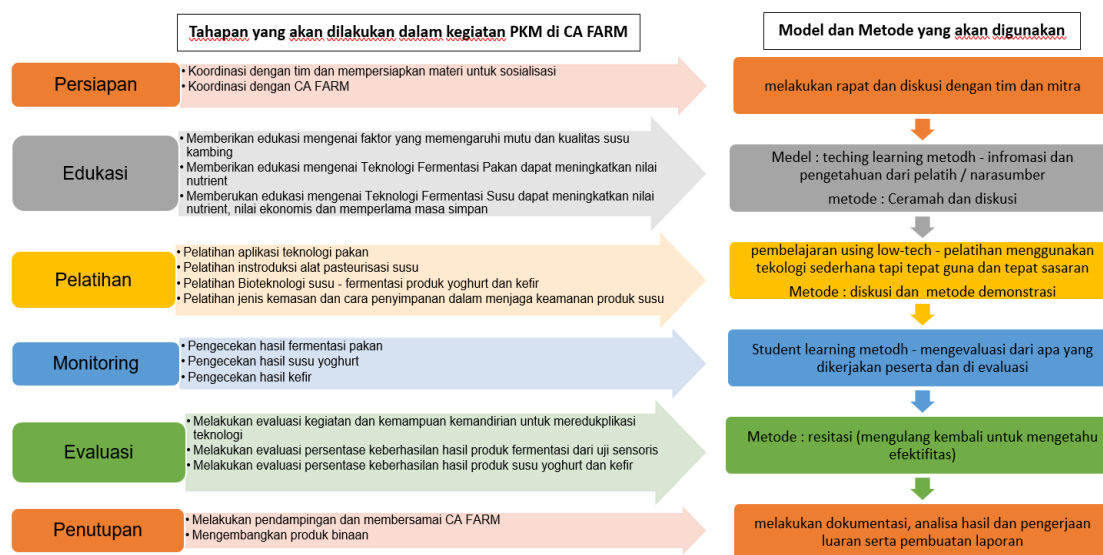 Tahapan yang akan dilakukan dalam kegiatan PKM di CA FARM
Model dan Metode yang akan digunakan
Persiapan
• Koordinasi dengan tim dan mempersiapkan materi untuk sosialisasi
• Koordinasi dengan CA FARM
melakukan rapat dan diskusi dengan tim dan mitra
Edukasi
• Memberikan edukasi mengenai faktor yang memengaruhi mutu dan kualitas susu
kambing
• Memberikan edukasi mengenai Teknologi Fermentasi Pakan dapat meningkatkan nilai
nutrient
• Memberukan edukasi mengenai Teknologi Fermentasi Susu dapat meningkatkan nilai
nutrient, nilai ekonomis dan memperlama masa simpan
Medel : teching learning metodh - infromasi dan
pengetahuan dari pelatih / narasumber
metode : Ceramah dan diskusi
Pelatihan
• Pelatihan aplikasi teknologi pakan
• Pelatihan instroduksi alat pasteurisasi susu
• Pelatihan Bioteknologi susu - fermentasi produk yoghurt dan kefir
• Pelatihan jenis kemasan dan cara penyimpanan dalam menjaga keamanan produk susu
pembelajaran using low-tech - pelatihan menggunakan
tekologi sederhana tapi tepat guna dan tepat sasaran
Metode : diskusi dan metode demonstrasi
Monitoring
• Pengecekan hasil fermentasi pakan
• Pengecekan hasil susu yoghurt
• Pengecekan hasil kefir
Student learning metodh - mengevaluasi dari apa yang
dikerjakan peserta dan di evaluasi
Evaluasi
• Melakukan evaluasi kegiatan dan kemampuan kemandirian untuk meredukplikasi
teknologi
• Melakukan evaluasi persentase keberhasilan hasil produk fermentasi dari uji sensoris
• Melakukan evaluasi persentase keberhasilan hasil produk susu yoghurt dan kefir
Metode : resitasi (mengulang kembali untuk mengetahu
efektifitas)
Penutupan
• Melakukan pendampingan dan membersamai CA FARM
• Mengembangkan produk binaan
melakukan dokumentasi, analisa hasil dan pengerjaan
luaran serta pembuatan laporan